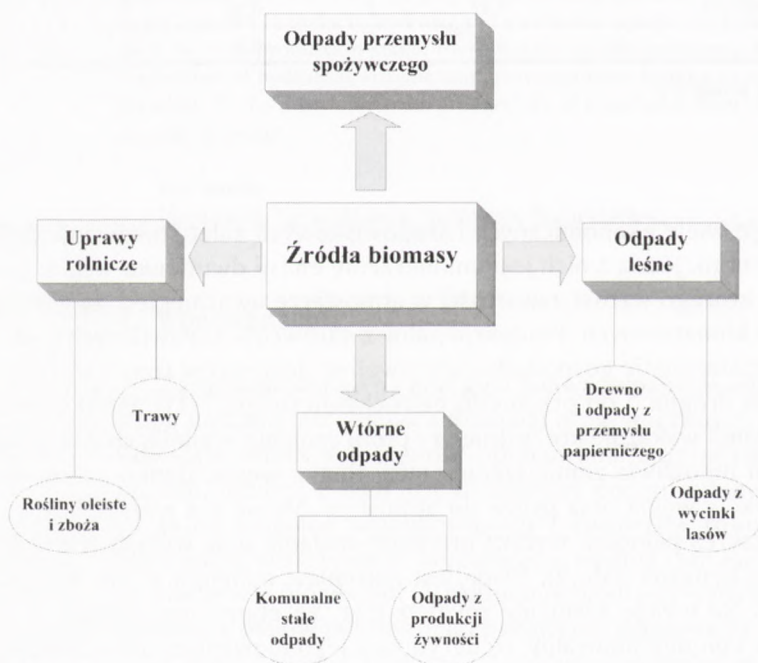 Odpady przemysłu
spożywczego
Uprawy
rolnicze
Źródła biomasy
Odpady
leśne
Trawy
Wtórne
odpady
Drewno
i odpady z
przemysłu
papierniczego
Rośliny oleiste
i zboża
Odpady z
wycinki
lasów
Komunalne
stałe
odpady
Odpady z
produkcji
żywności